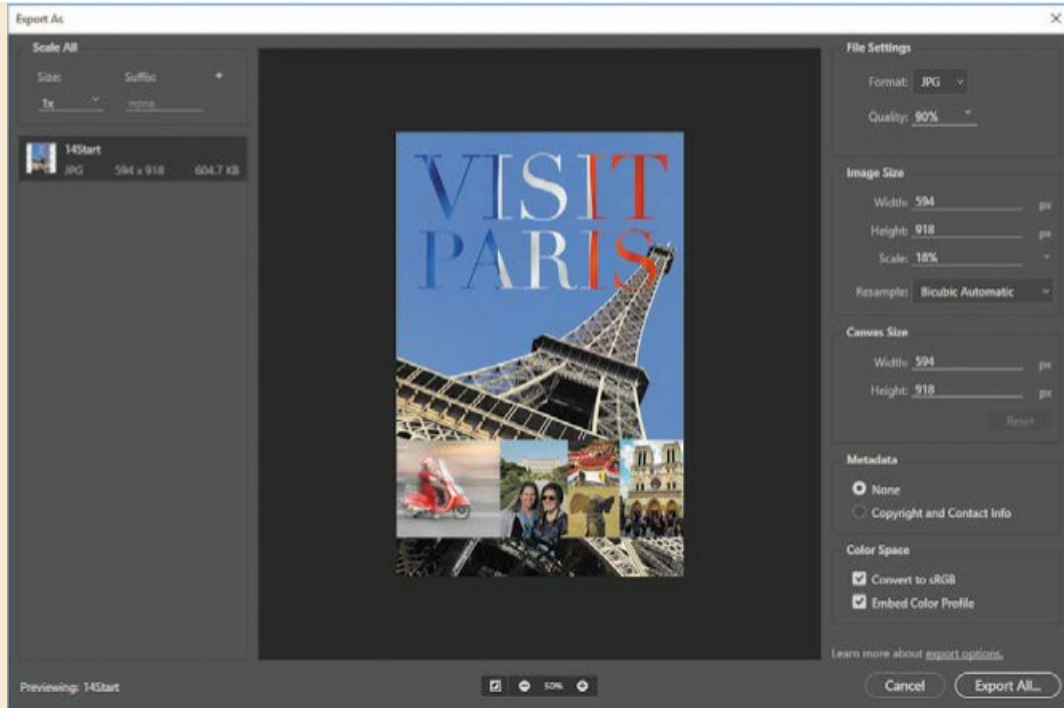 Export As
Scale All
Size:
Suffix:
+
1x
none
14Start
JPG 594 x 918 604.7 KB
VISIT
PARIS
File Settings
Format: JPG
Quality: 90%
Image Size
Width: 594 px
Height: 918 px
Scale: 18%
Resample: Bicubic Automatic
Canvas Size
Width: 594 px
Height: 918 px
Reset
Metadata
None
Copyright and Contact Info
Color Space
Convert to sRGB
Embed Color Profile
Learn more about export options.
Previewing: 14Start
50%
Cancel
Export All...